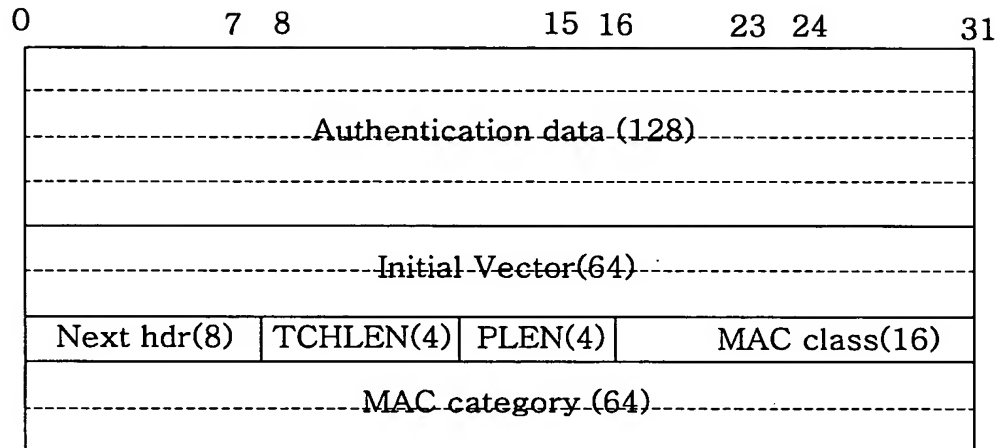 0 7 8 15 16 23 24 31
Authentication data (128)
Initial Vector(64)
Next hdr(8) TCHLEN(4) PLEN(4) MAC class(16)
MAC category (64)